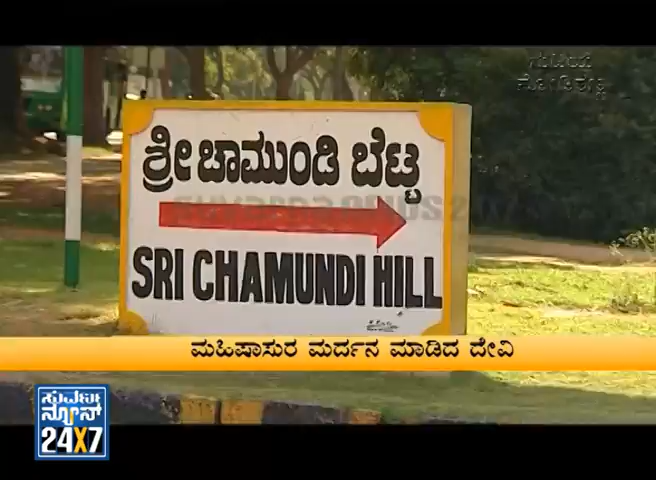 ಶ್ರೀ ಚಾಮುಂಡಿ ಬೆಟ್ಟ
SRI CHAMUNDI HILL
ಮಹಿಷಾಸುರ ಮರ್ದನ ಮಾಡಿದ ದೇವಿ
ಸುವರ್ಣ
ನ್ಯೂಸ್
24X7